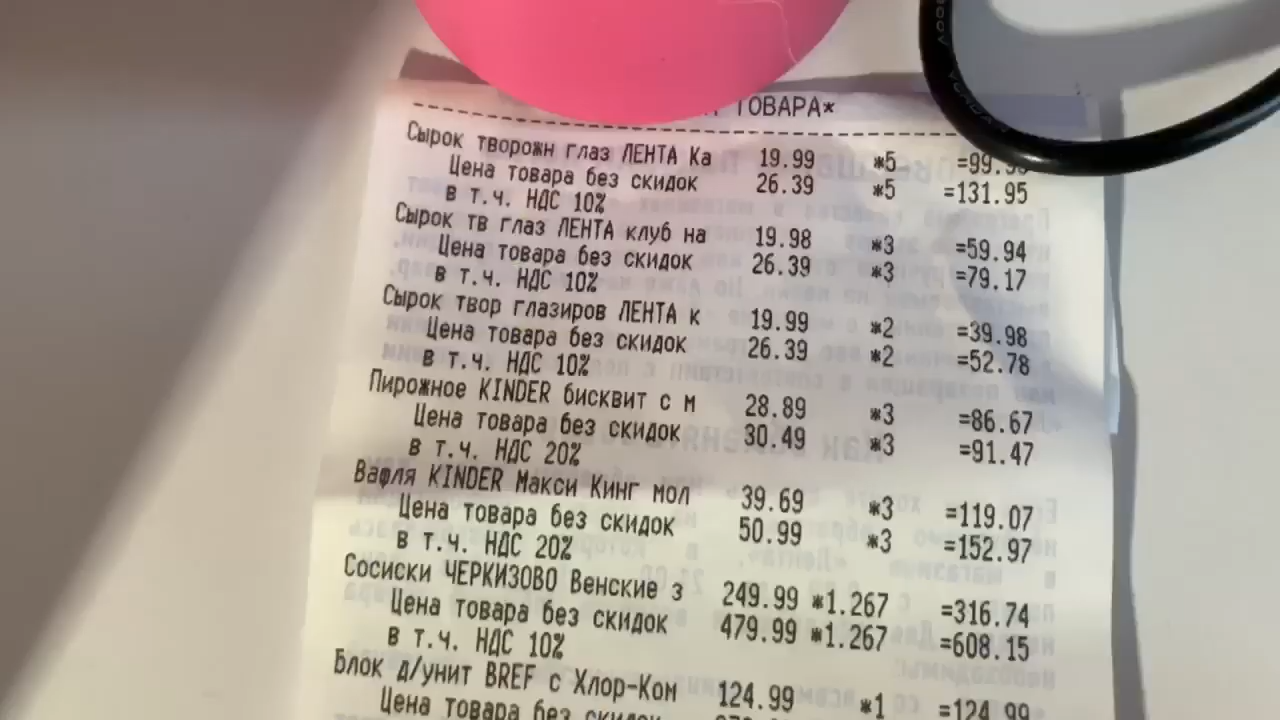 ТОВАРА*
Сырок творожн глаз ЛЕНТА Ка 19.99 *5
Цена товара без скидок 26.39 *5 =131.95
в т.ч. НДС 10%
Сырок тв глаз ЛЕНТА клуб на 19.98 *3 =59.94
Цена товара без скидок 26.39 *3 =79.17
в т.ч. НДС 10%
Сырок твор глазиров ЛЕНТА к 19.99 *2 =39.98
Цена товара без скидок 26.39 *2 =52.78
в т.ч. НДС 10%
Пирожное KINDER бисквит с м 28.89 *3 =86.67
Цена товара без скидок 30.49 *3 =91.47
в т.ч. НДС 20%
Вафля KINDER Макси Кинг мол 39.69 *3 =119.07
Цена товара без скидок 50.99 *3 =152.97
в т.ч. НДС 20%
Сосиски ЧЕРКИЗОВО Венские з 249.99 *1.267 =316.74
Цена товара без скидок 479.99 *1.267 =608.15
в т.ч. НДС 10%
Блок д/унит BREF с Хлор-Ком 124.99 *1 =124.99
Цена товара без скидок